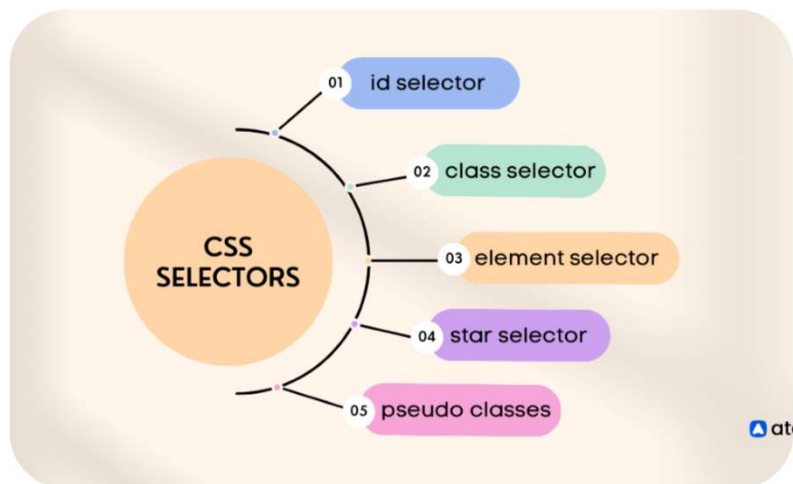 01 id selector
02 class selector
CSS
SELECTORS
03 element selector
04 star selector
05 pseudo classes